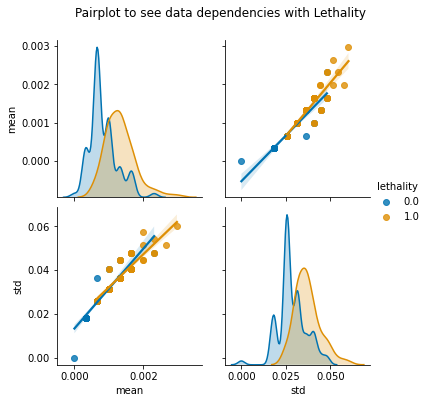 Pairplot to see data dependencies with Lethality
0.003
0.002
0.001
0.000
mean
lethality
0.0
1.0
0.06
0.04
0.02
0.00
std
0.000 0.002
mean
0.000 0.025 0.050
std